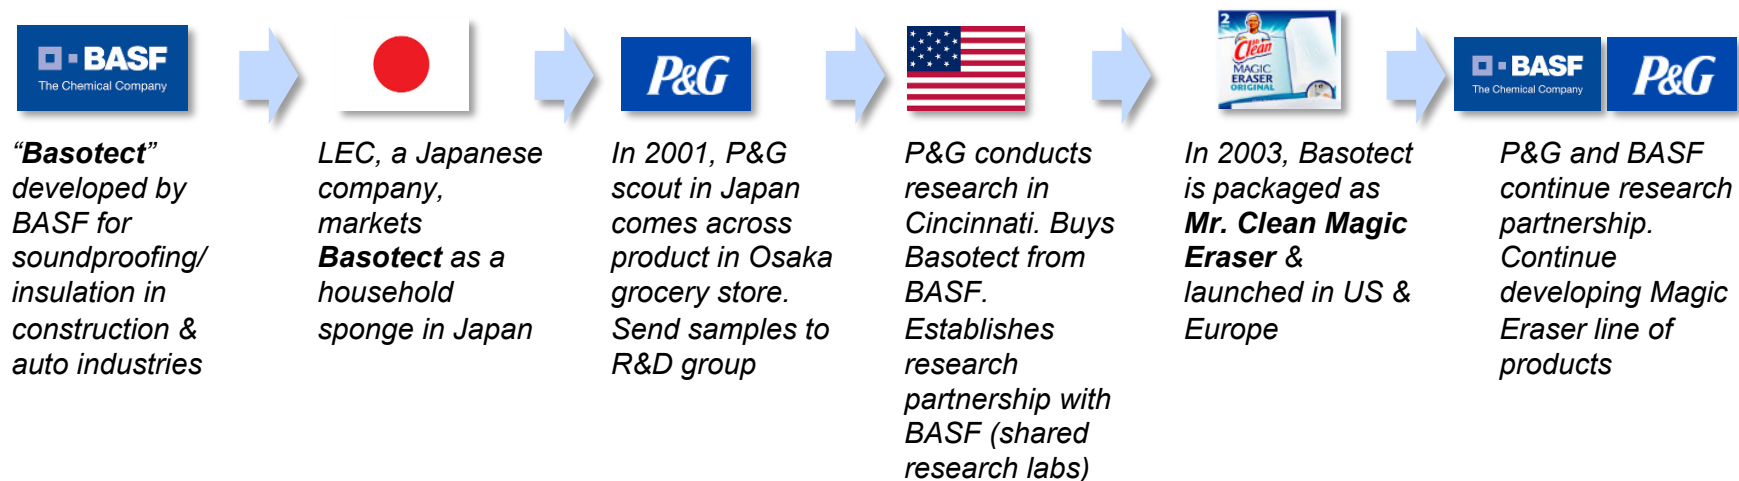 BASF
The Chemical Company
P&G
2
Mr. Clean
MAGIC
ERASER
ORIGINAL
BASF
The Chemical Company
P&G
“Basotect”
developed by
BASF for
soundproofing/
insulation in
construction &
auto industries
LEC, a Japanese
company,
markets
Basotect as a
household
sponge in Japan
In 2001, P&G
scout in Japan
comes across
product in Osaka
grocery store.
Send samples to
R&D group
P&G conducts
research in
Cincinnati. Buys
Basotect from
BASF.
Establishes
research
partnership with
BASF (shared
research labs)
In 2003, Basotect
is packaged as
Mr. Clean Magic
Eraser &
launched in US &
Europe
P&G and BASF
continue research
partnership.
Continue
developing Magic
Eraser line of
products